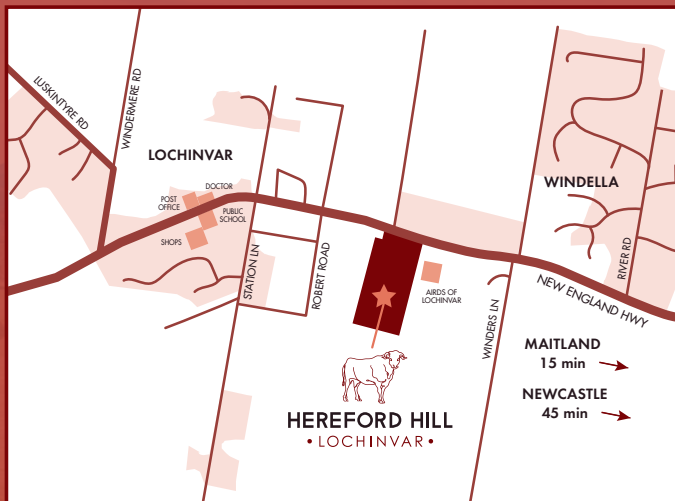 LUSKINTYRE RD
WINDERMERE RD
LOCHINVAR
DOCTOR
POST
OFFICE
PUBLIC
SCHOOL
SHOPS
STATION LN
ROBERT ROAD
AIRDS OF
LOCHINVAR
WINDERS LN
WINDELLA
RIVER RD
NEW ENGLAND HWY
MAITLAND
15 min
NEWCASTLE
45 min
HEREFORD HILL
• LOCHINVAR •